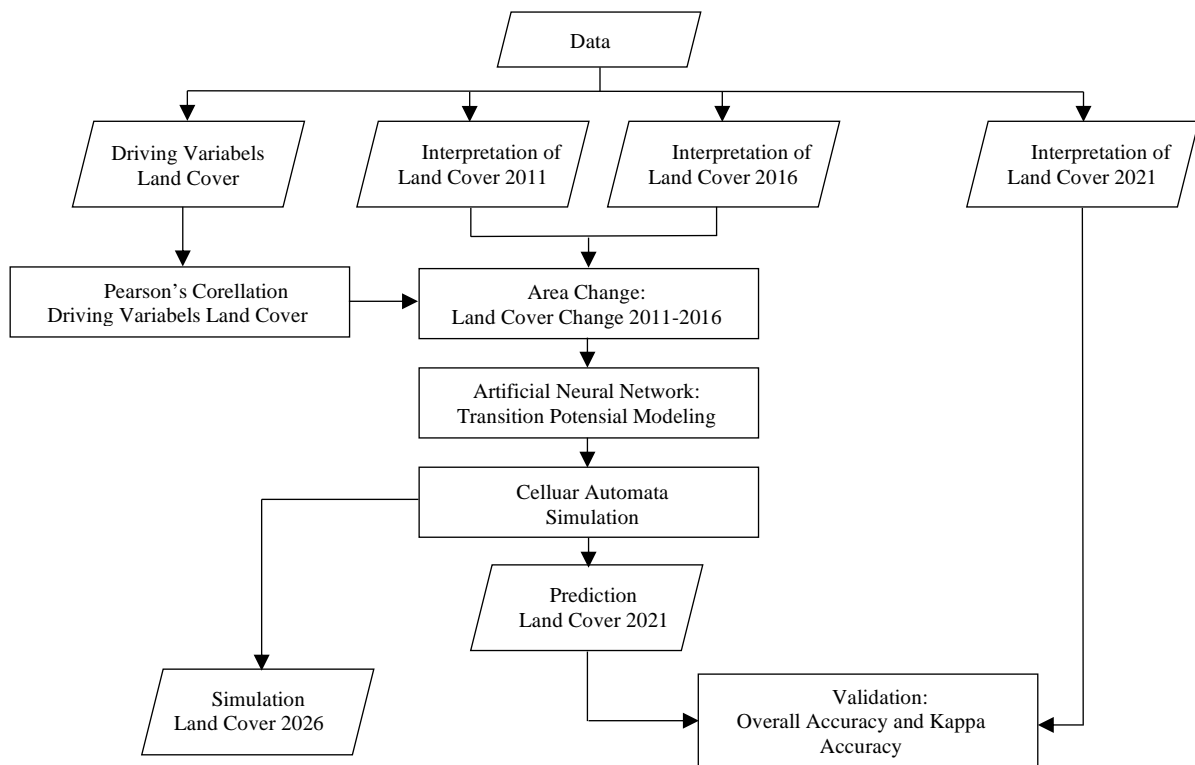 Data
Driving Variabels
Land Cover
Interpretation of
Land Cover 2011
Interpretation of
Land Cover 2016
Interpretation of
Land Cover 2021
Pearson's Corellation
Driving Variabels Land Cover
Area Change:
Land Cover Change 2011-2016
Artificial Neural Network:
Transition Potensial Modeling
Celluar Automata
Simulation
Prediction
Land Cover 2021
Simulation
Land Cover 2026
Validation:
Overall Accuracy and Kappa
Accuracy